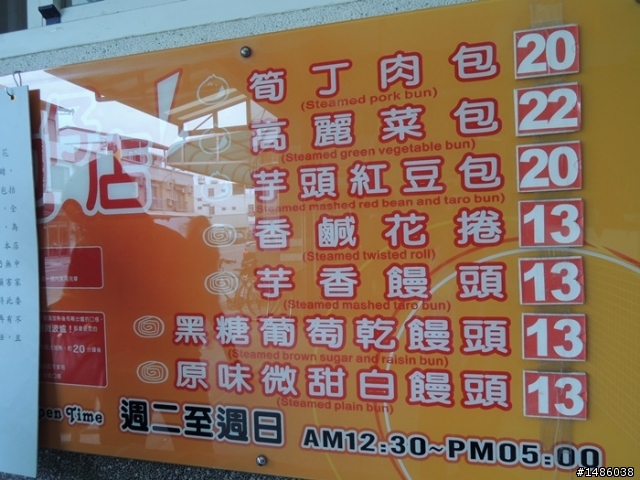 店
筍丁肉包 20
(Steamed pork bun)
高麗菜包 22
(Steamed green vegetable bun)
芋頭紅豆包 20
(Steamed mashed red bean and taro bun)
香鹹花捲 13
(Steamed twisted roll)
芋香饅頭 13
(Steamed mashed taro bun)
黑糖葡萄乾饅頭 13
(Steamed brown sugar and raisin bun)
原味微甜白饅頭 13
(Steamed plain bun)
Open Time 週二至週日 AM12:30~PM05:00
#1486038